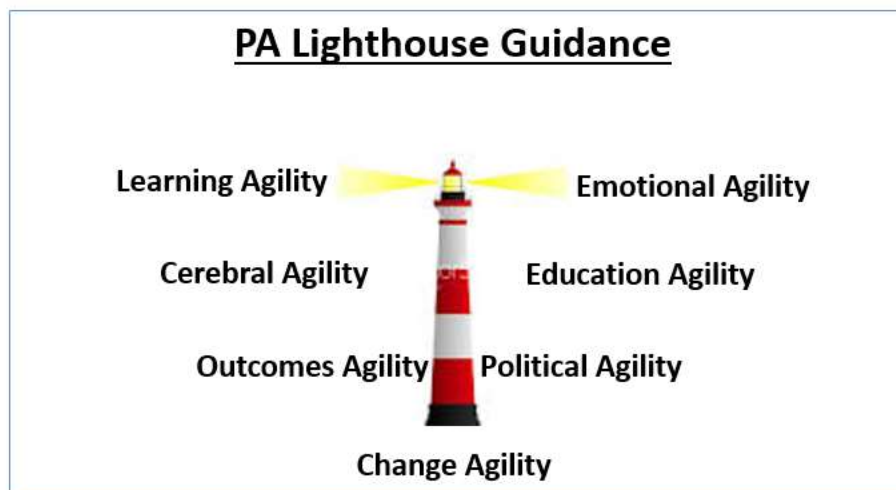 PA Lighthouse Guidance
Learning Agility
Emotional Agility
Cerebral Agility
Education Agility
Outcomes Agility
Political Agility
Change Agility